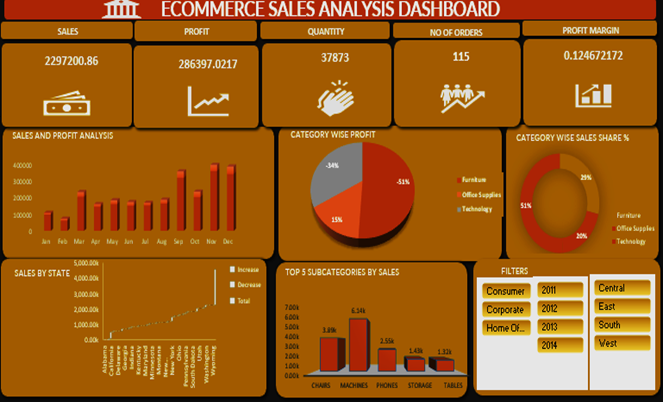 ECOMMERCE SALES ANALYSIS DASHBOARD
SALES
2297200.86
PROFIT
286397.0217
QUANTITY
37873
NO OF ORDERS
115
PROFIT MARGIN
0.124672172
SALES AND PROFIT ANALYSIS
400000
300000
200000
100000
0
Jan Feb Mar Apr May Jun Jul Aug Sep Oct Nov Dec
CATEGORY WISE PROFIT
-34%
-51%
15%
Furniture
Office Supplies
Technology
CATEGORY WISE SALES SHARE %
29%
51%
20%
Furniture
Office Supplies
Technology
SALES BY STATE
5,000.00k
4,000.00k
3,000.00k
2,000.00k
1,000.00k
0.00k
Increase
Decrease
Total
Alabama
California
Delaware
Georgia
Indiana
Kentucky
Maryland
Minnesota
Montana
New...
New York
Ohio
Pennsylvania
South Dakota
Utah
Washington
Wyoming
TOP 5 SUBCATEGORIES BY SALES
7.00k
6.00k
5.00k
4.00k
3.00k
2.00k
1.00k
0.00k
6.34k
2.55k
1.43k
1.32k
CHAIRS MACHINES PHONES STORAGE TABLES
FILTERS
Consumer
Corporate
Home Of...
2011
2012
2013
2014
Central
East
South
West